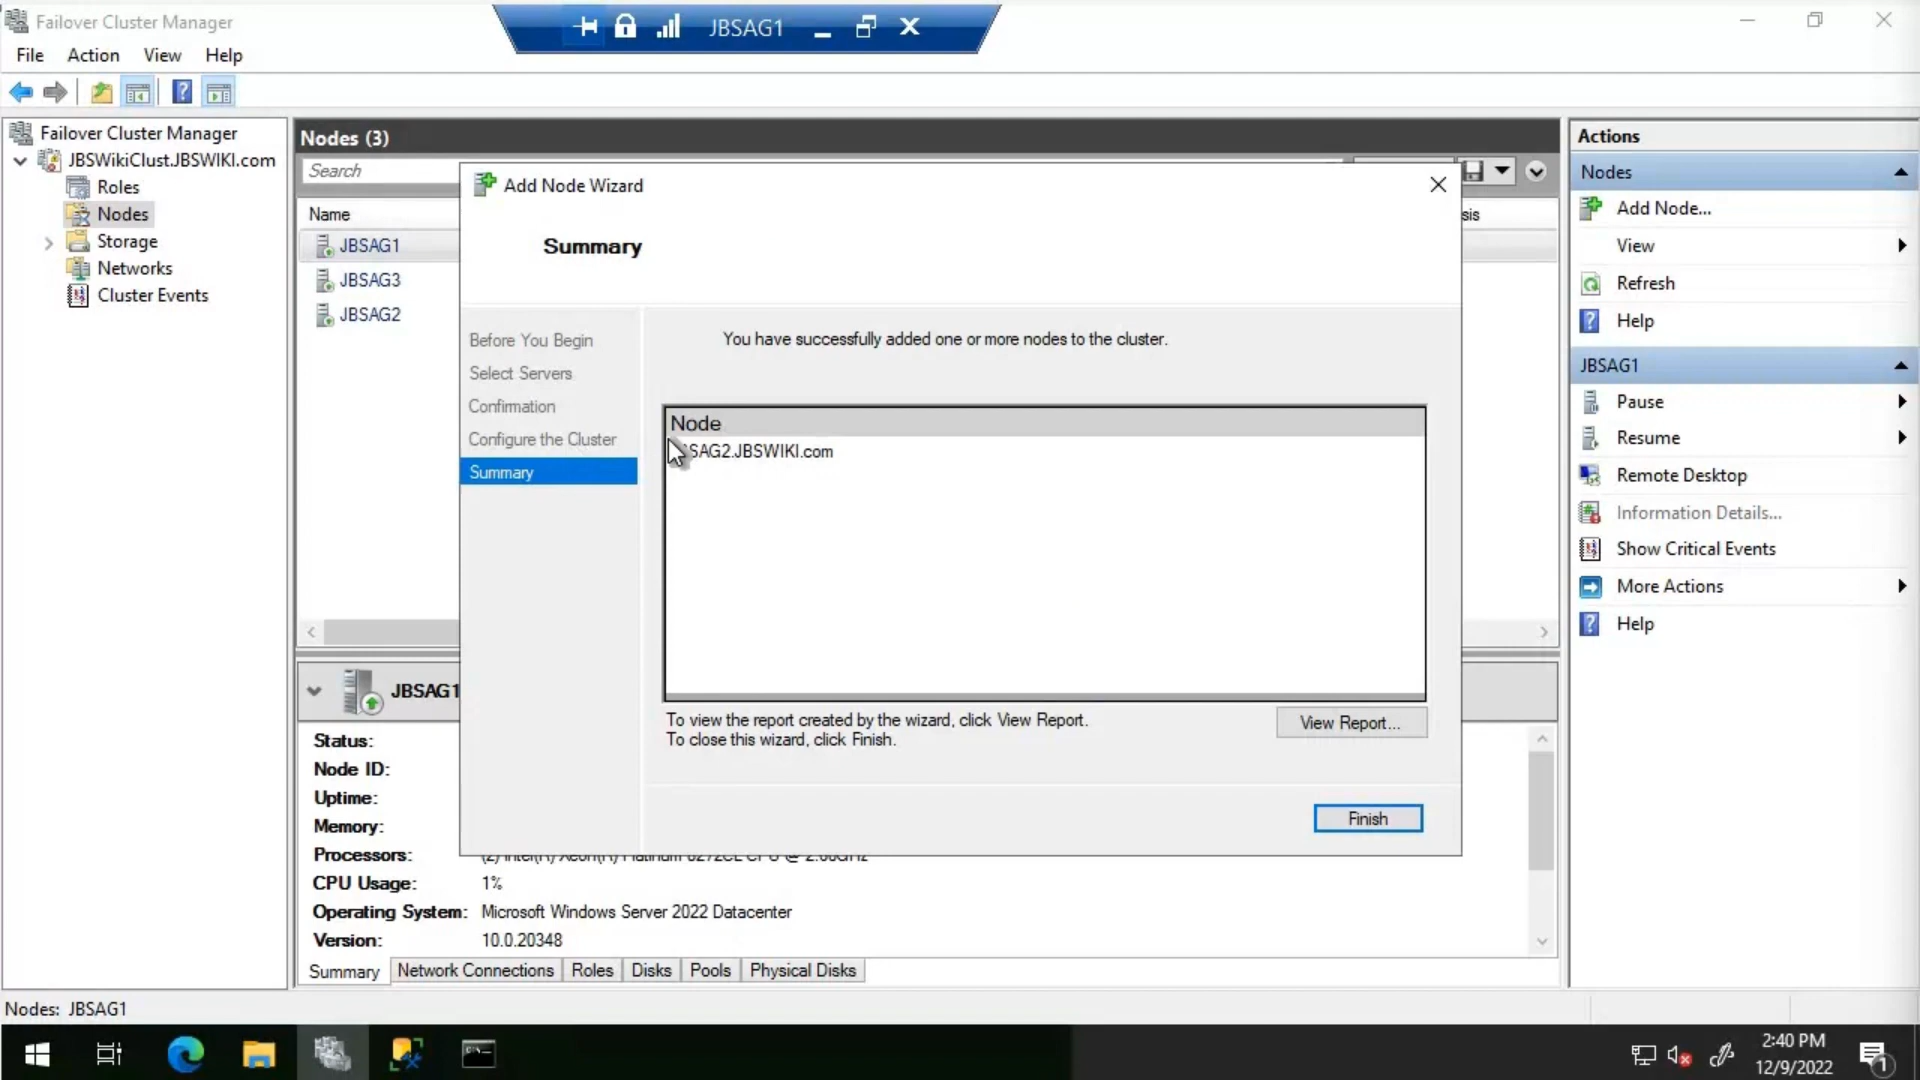 Failover Cluster Manager
JBSAG1
File Action View Help
Failover Cluster Manager
JBSWikiClust.JBSWIKI.com
Roles
Nodes
Storage
Networks
Cluster Events
Nodes (3)
Search
Name
JBSAG1
JBSAG3
JBSAG2
Add Node Wizard
Summary
Before You Begin
Select Servers
Confirmation
Configure the Cluster
Summary
You have successfully added one or more nodes to the cluster.
Node
SAG2.JBSWIKI.com
To view the report created by the wizard, click View Report.
To close this wizard, click Finish.
View Report...
Finish
JBSAG1
Status:
Node ID:
Uptime:
Memory:
Processors:
CPU Usage: 1%
Operating System: Microsoft Windows Server 2022 Datacenter
Version: 10.0.20348
Summary Network Connections Roles Disks Pools Physical Disks
Actions
Nodes
Add Node...
View
Refresh
Help
JBSAG1
Pause
Resume
Remote Desktop
Information Details...
Show Critical Events
More Actions
Help
Nodes: JBSAG1
2:40 PM
12/9/2022
1